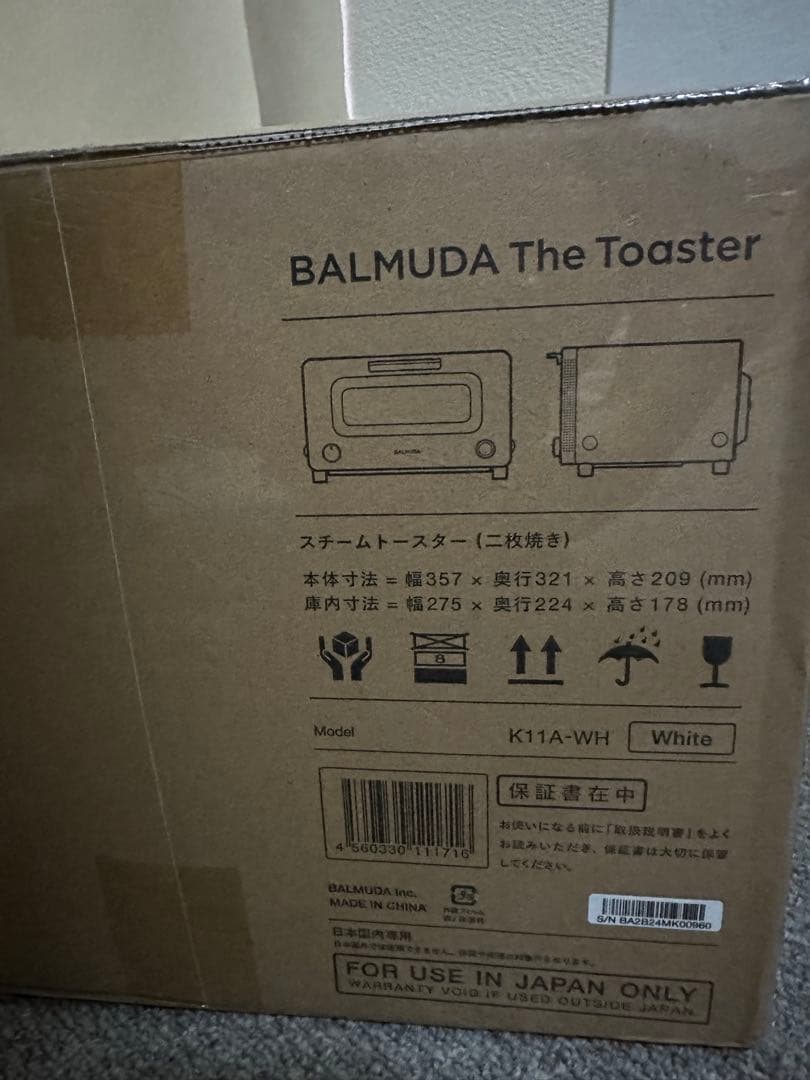 BALMUDA The Toaster
BALMUDA
スチームトースター (二枚焼き)
本体寸法 = 幅357 × 奥行321 × 高さ209 (mm)
庫内寸法 = 幅275 × 奥行224 × 高さ178 (mm)
8
Model K11A-WH White
4 560330 111716
保証書在中
お使いになる前に「取扱説明書」をよく
お読みいただき、保証書は大切に保管
してください。
BALMUDA Inc.
MADE IN CHINA
S/N BA2B24MK00960
日本国内専用
FOR USE IN JAPAN ONLY
WARRANTY VOID IF USED OUTSIDE JAPAN.